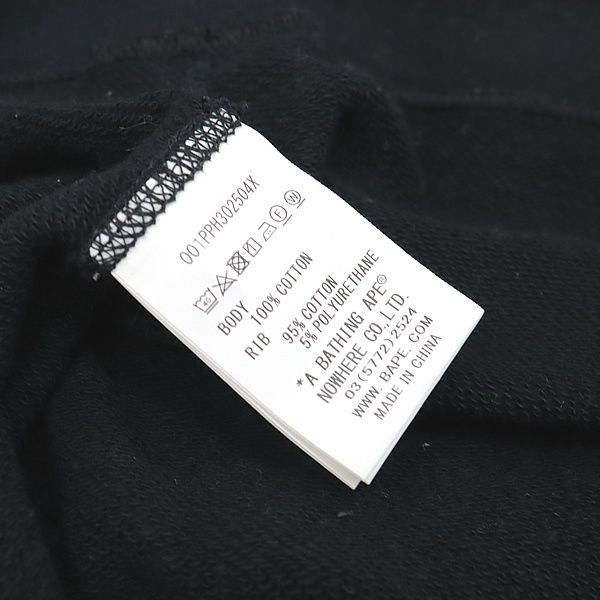 001PPH302504X
40 W
BODY
100% COTTON
RIB
95% COTTON
5% POLYURETHANE
*A BATHING APE®
NOWHERE CO., LTD.
03(5772)2524
WWW. BAPE. COM
MADE IN CHINA